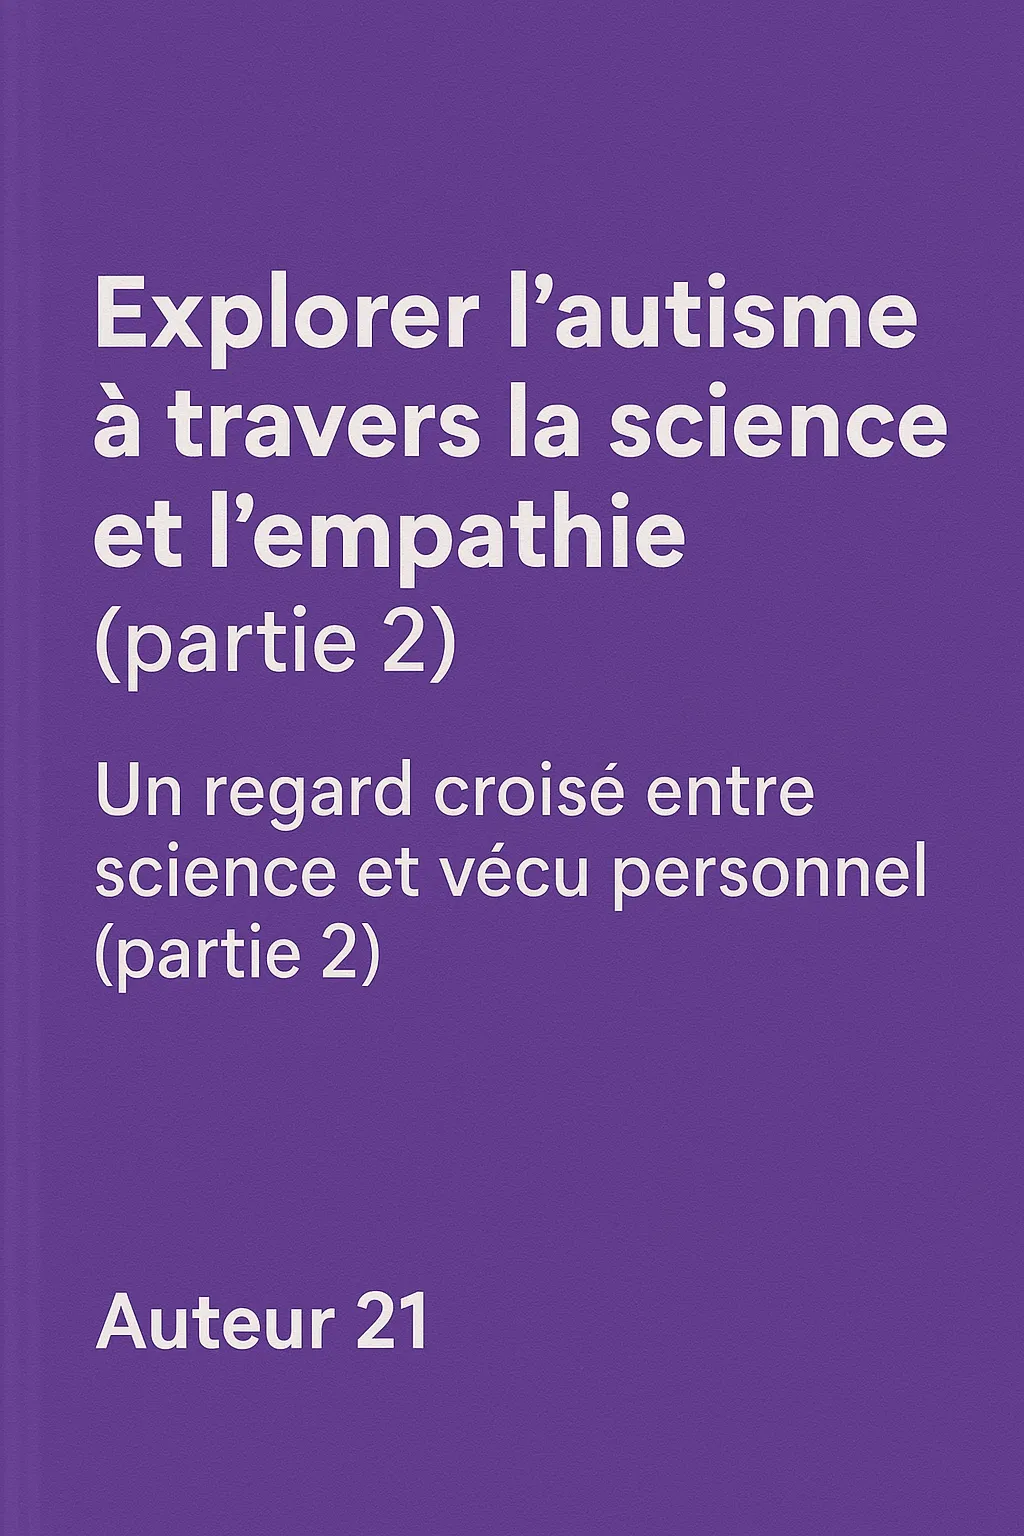 Explorer l’autisme
à travers la science
et l’empathie
(partie 2)
Un regard croisé entre
science et vécu personnel
(partie 2)
Auteur 21